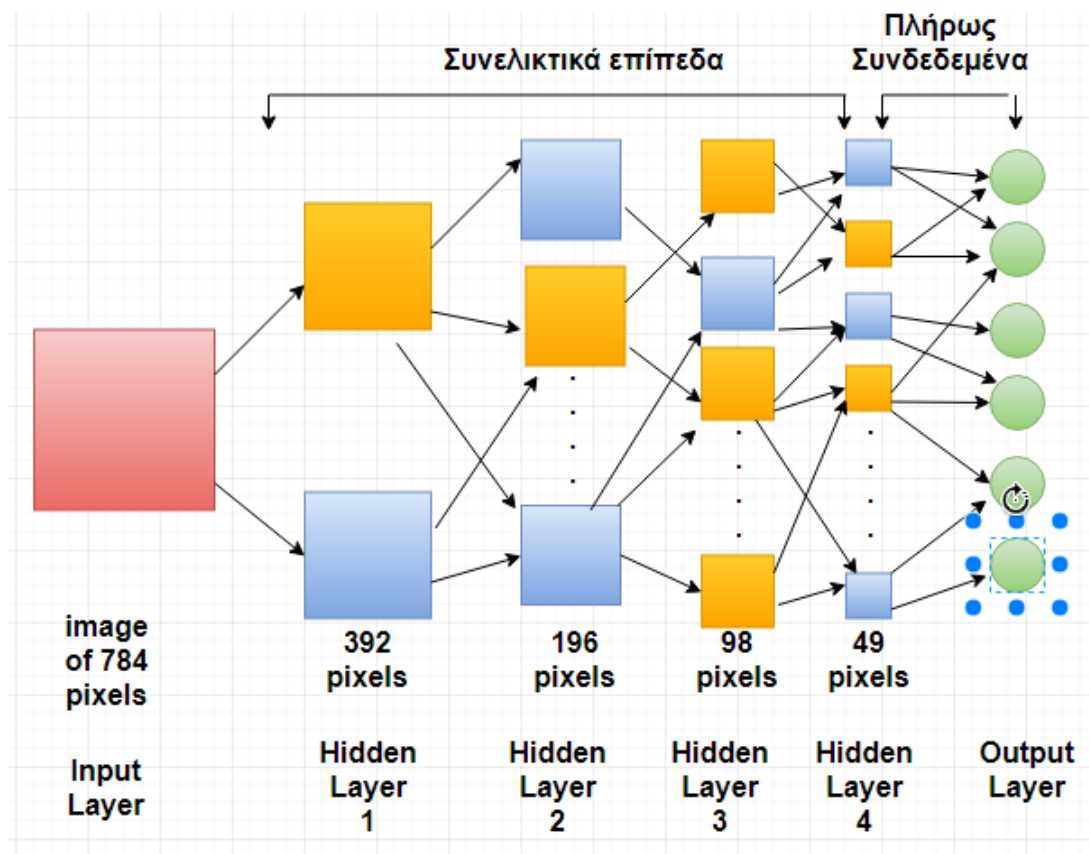 Πλήρως
Συνδεδεμένα
Συνελικτικά επίπεδα
image
of 784
pixels
392
pixels
196
pixels
98
pixels
49
pixels
Input
Layer
Hidden
Layer
1
Hidden
Layer
2
Hidden
Layer
3
Hidden
Layer
4
Output
Layer